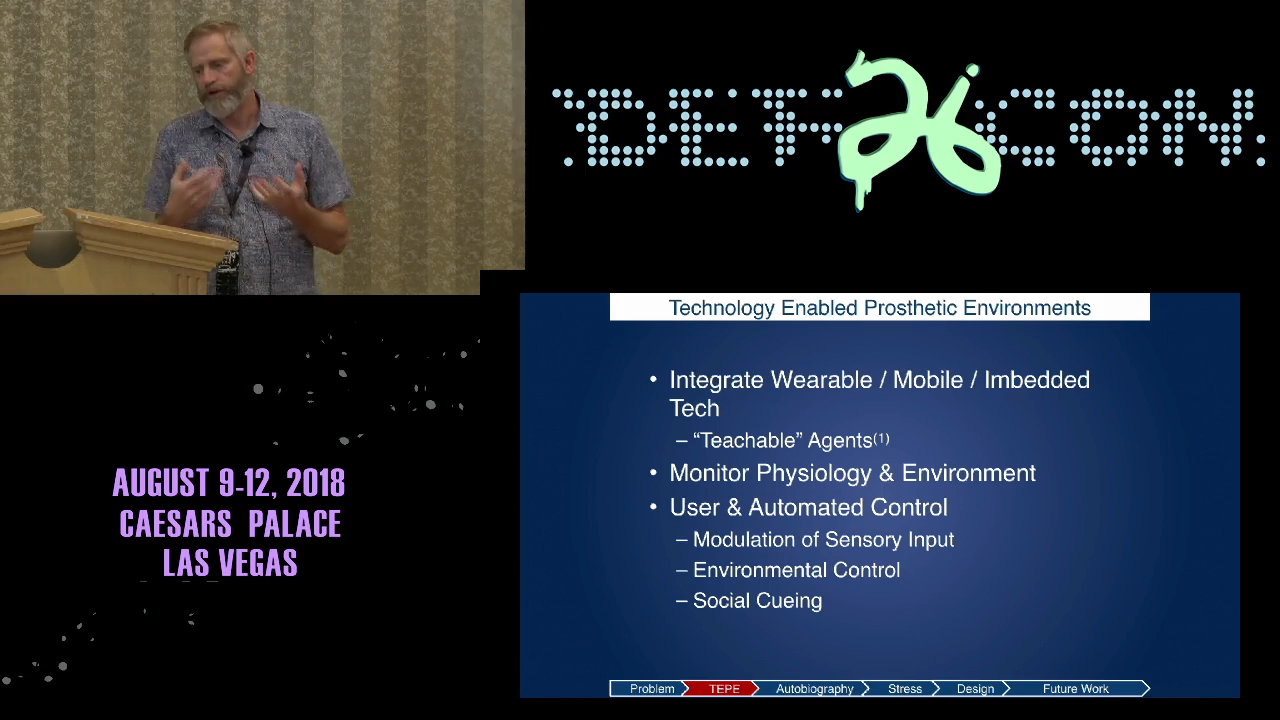 DEF 26 CON
Technology Enabled Prosthetic Environments
• Integrate Wearable / Mobile / Imbedded
Tech
– “Teachable” Agents(1)
• Monitor Physiology & Environment
• User & Automated Control
– Modulation of Sensory Input
– Environmental Control
– Social Cueing
Problem TEPE Autobiography Stress Design Future Work
AUGUST 9-12, 2018
CAESARS PALACE
LAS VEGAS